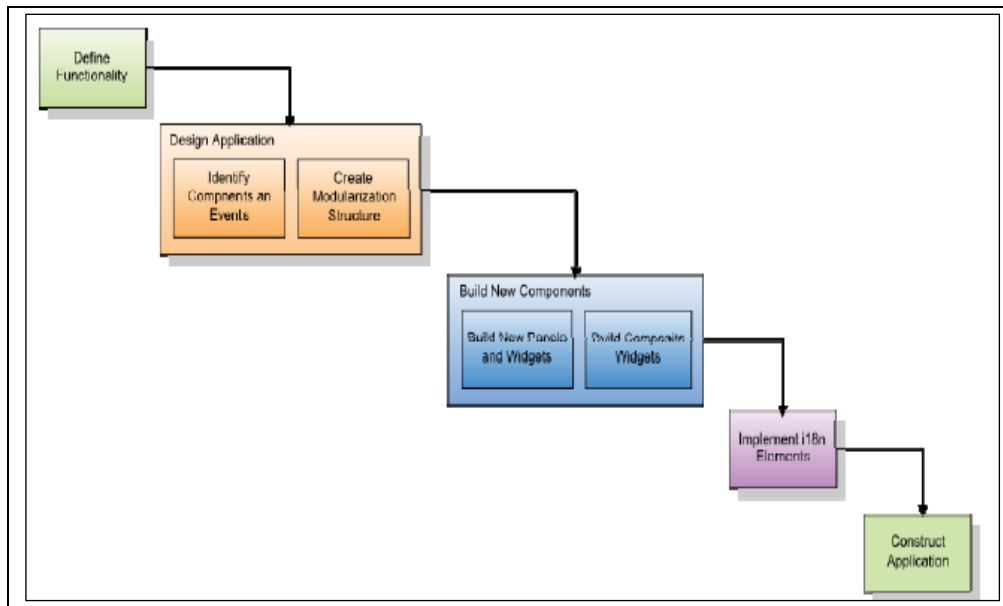 Define
Functionality
Design Application
Identify
Compnents an
Events
Create
Modularization
Structure
Build New Components
Build New Panels
and Widgets
Build Composite
Widgets
Implement i18n
Elements
Construct
Application